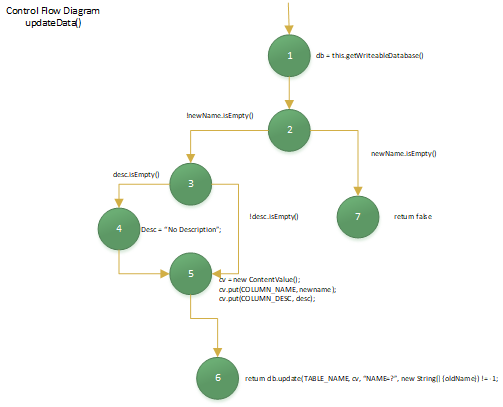 Control Flow Diagram
updateData()
1
db = this.getWriteableDatabase()
!newName.isEmpty()
2
newName.isEmpty()
desc.isEmpty()
3
!desc.isEmpty()
7
return false
4
Desc = "No Description";
5
cv = new ContentValue();
cv.put(COLUMN_NAME, newname);
cv.put(COLUMN_DESC, desc);
6
return db.update(TABLE_NAME, cv, "NAME=?", new String[] {oldName}) != -1;